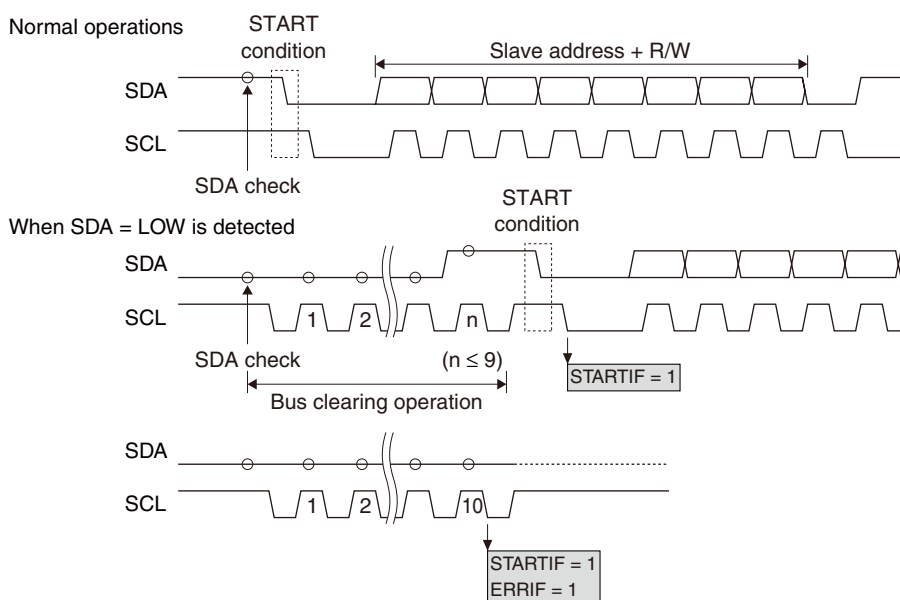 Normal operations
START
condition
Slave address + R/W
SDA
SCL
SDA check
When SDA = LOW is detected
START
condition
SDA
SCL
1 2 n
SDA check
(n ≤ 9)
STARTIF = 1
Bus clearing operation
SDA
SCL
1 2 10
STARTIF = 1
ERRIF = 1